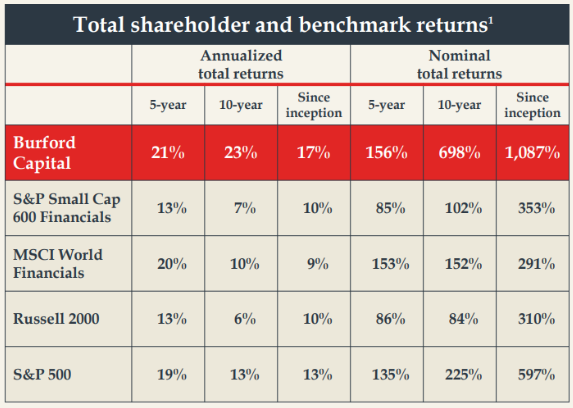 Total shareholder and benchmark returns¹
Annualized
total returns
Nominal
total returns
5-year 10-year Since inception 5-year 10-year Since inception
Burford Capital 21% 23% 17% 156% 698% 1,087%
S&P Small Cap 600 Financials 13% 7% 10% 85% 102% 353%
MSCI World Financials 20% 10% 9% 153% 152% 291%
Russell 2000 13% 6% 10% 86% 84% 310%
S&P 500 19% 13% 13% 135% 225% 597%